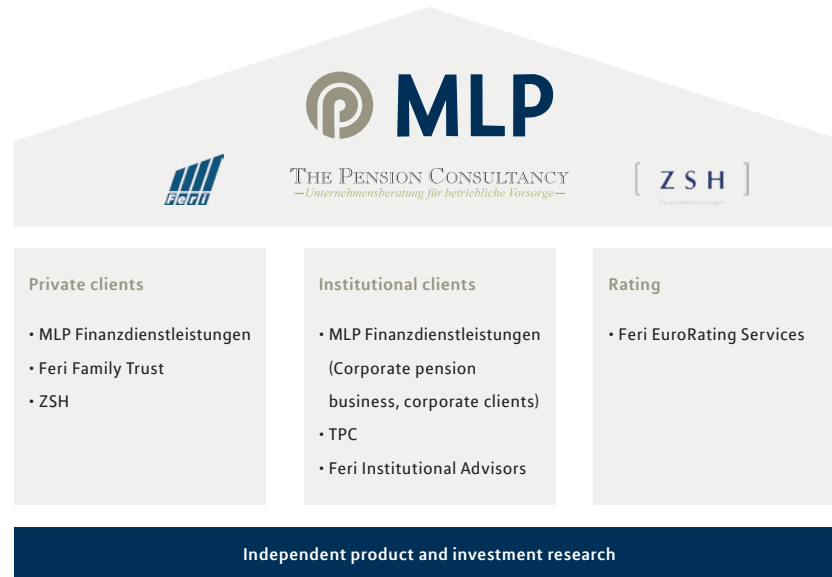 MLP
Feri
THE PENSION CONSULTANCY
—Unternehmensberatung für betriebliche Vorsorge—
[ Z S H ]
Finanzdienstleistungen
Private clients
• MLP Finanzdienstleistungen
• Feri Family Trust
• ZSH
Institutional clients
• MLP Finanzdienstleistungen
(Corporate pension
business, corporate clients)
• TPC
• Feri Institutional Advisors
Rating
• Feri EuroRating Services
Independent product and investment research